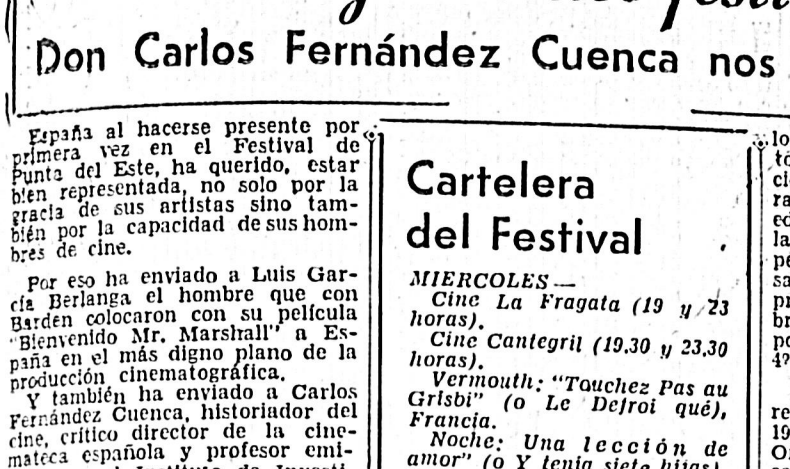 Don Carlos Fernández Cuenca nos
España al hacerse presente por
primera vez en el Festival de
Punta del Este, ha querido, estar
bien representada, no solo por la
gracia de sus artistas sino tam-
bién por la capacidad de sus hom-
bres de cine.
Por eso ha enviado a Luis Gar-
cía Berlanga el hombre que con
Barden colocaron con su película
"Bienvenido Mr. Marshall" a Es-
paña en el más digno plano de la
producción cinematográfica.
Y también ha enviado a Carlos
Fernández Cuenca, historiador del
cine, crítico director de la cine-
mateca española y profesor emi-
Cartelera
del Festival
MIERCOLES —
Cine La Fragata (19 y 23
horas).
Cine Cantegril (19.30 y 23.30
horas).
Vermouth: "Touchez Pas au
Grisbi" (o Le Defroi qué),
Francia.
Noche: Una lección de
amor" (o Y tenía siete hijas)